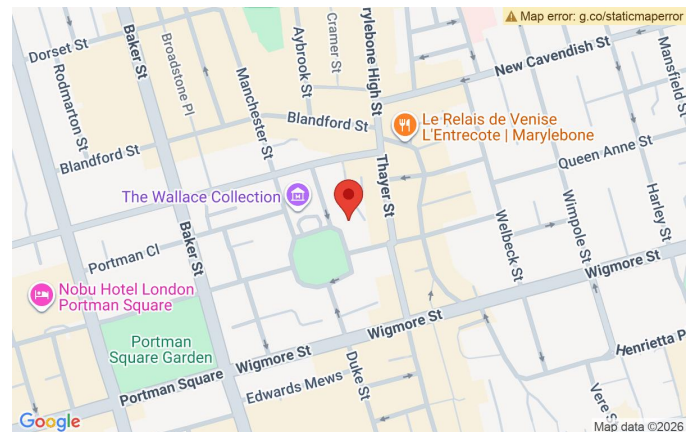 Map error: g.co/staticmaperror
Dorset St
Rodmarton St
Baker St
Broadstone Pl
Manchester St
Aybrook St
Cramer St
rylebone High St
New Cavendish St
Mansfield St
Blandford St
Le Relais de Venise
L'Entrecote | Marylebone
Blandford St
Thayer St
Queen Anne St
The Wallace Collection
Welbeck St
Wimpole St
Harley St
Portman Cl
Baker St
Wigmore St
Nobu Hotel London
Portman Square
Portman
Square Garden
Wigmore St
Wigmore St
Duke St
Henrietta P
Portman Square
Edwards Mews
Vere S
Google
Map data ©2026